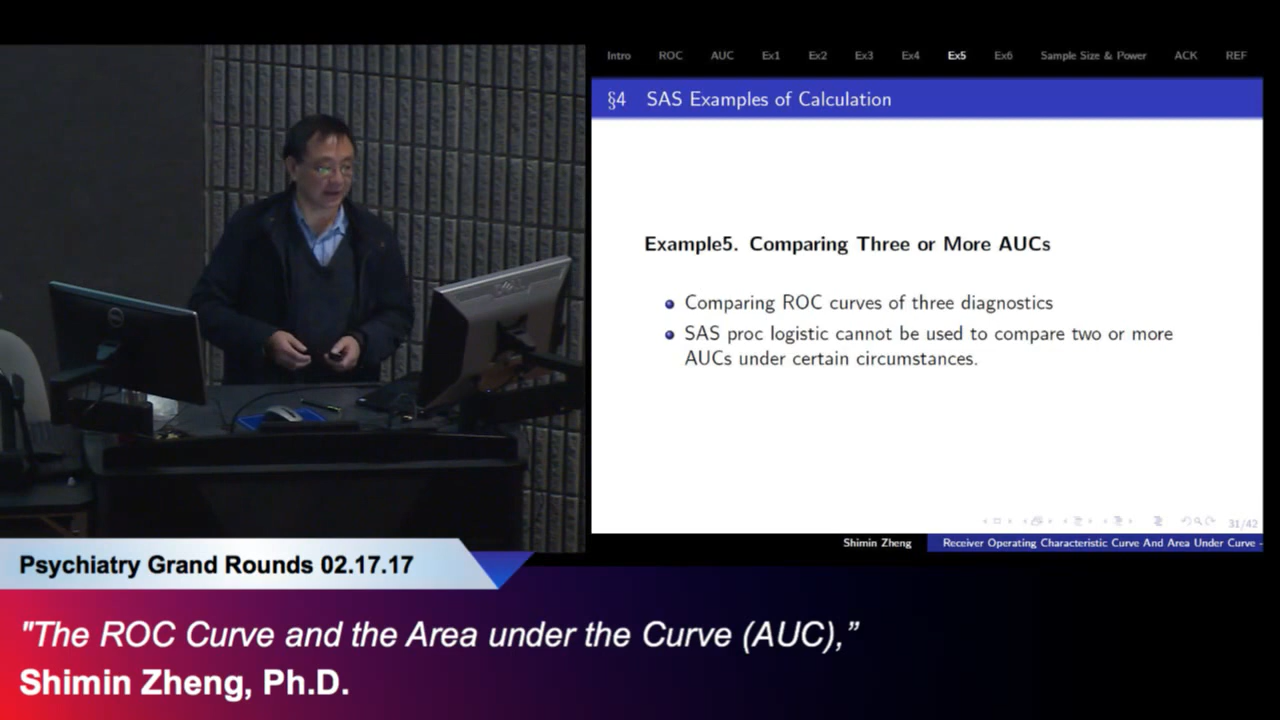 Intro ROC AUC Ex1 Ex2 Ex3 Ex4 Ex5 Ex6 Sample Size & Power ACK REF
§4 SAS Examples of Calculation
Example5. Comparing Three or More AUCs
Comparing ROC curves of three diagnostics
SAS proc logistic cannot be used to compare two or more
AUCs under certain circumstances.
31/42
Shimin Zheng Receiver Operating Characteristic Curve And Area Under Curve -
Psychiatry Grand Rounds 02.17.17
"The ROC Curve and the Area under the Curve (AUC),”
Shimin Zheng, Ph.D.